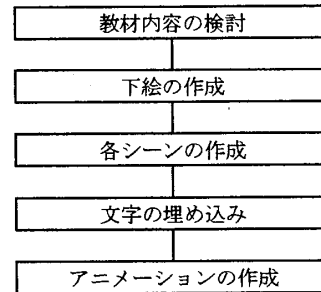 教材内容の検討
下絵の作成
各シーンの作成
文字の埋め込み
アニメーションの作成